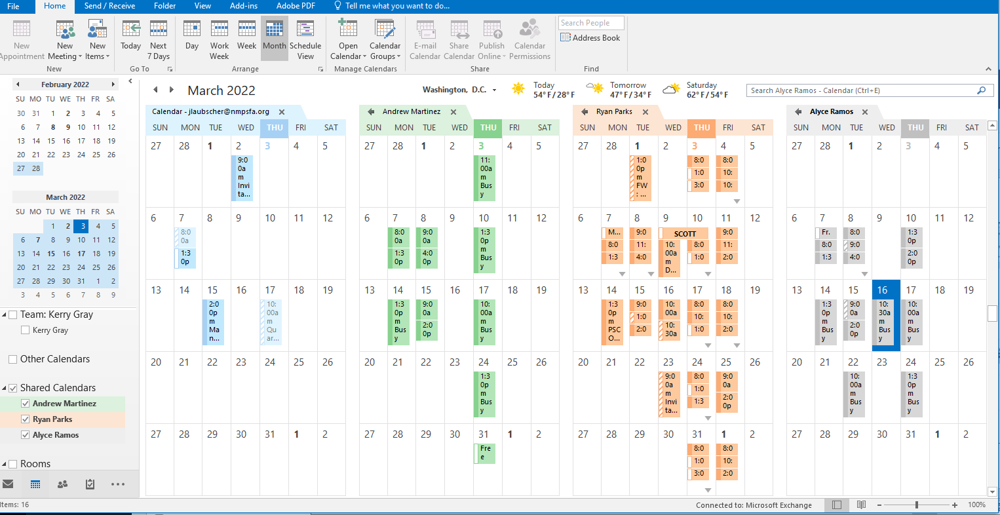 File Home Send / Receive Folder View Add-ins Adobe PDF Tell me what you want to do...
New Appointment New Meeting New Items Today Next 7 Days Day Work Week Week Month Schedule View Open Calendar Calendar Groups E-mail Calendar Share Calendar Publish Online Calendar Permissions Search People
Address Book
New Go To Arrange Manage Calendars Share Find
February 2022
SU MO TU WE TH FR SA
30 31 1 2 3 4 5
6 7 8 9 10 11 12
13 14 15 16 17 18 19
20 21 22 23 24 25 26
27 28
March 2022
SU MO TU WE TH FR SA
1 2 3 4 5
6 7 8 9 10 11 12
13 14 15 16 17 18 19
20 21 22 23 24 25 26
27 28 29 30 31 1 2
3 4 5 6 7 8 9
Team: Kerry Gray
Kerry Gray
Other Calendars
Shared Calendars
Andrew Martinez
Ryan Parks
Alyce Ramos
Rooms
March 2022
Washington, D.C.
Today
54° F / 28° F
Tomorrow
47° F / 34° F
Saturday
62° F / 54° F
Search Alyce Ramos - Calendar (Ctrl+E)
Calendar - jlaubscher@nmpsfa.org
SUN MON TUE WED THU FRI SAT
27 28 1 2 3 4 5
9:0
0a
m
Invi
ta...
6 7 8 9 10 11 12
8:0
0a
1:3
0p
13 14 15 16 17 18 19
2:0
0p
m
Ma
n...
10:
00a
m
Qu
ar...
20 21 22 23 24 25 26
27 28 29 30 31 1 2
Andrew Martinez
SUN MON TUE WED THU FRI SAT
27 28 1 2 3 4 5
11:
00a
m
Bus
y
6 7 8 9 10 11 12
8:0
0a
1:3
0p
9:0
0a
4:0
0p
1:3
0p
m
Bus
y
13 14 15 16 17 18 19
1:3
0p
m
Bus
y
9:0
0a
2:0
0p
10:
00a
m
Bus
y
20 21 22 23 24 25 26
1:3
0p
m
Bus
y
27 28 29 30 31 1 2
Fre
e
Ryan Parks
SUN MON TUE WED THU FRI SAT
27 28 1 2 3 4 5
1:0
0p
m
FW
: ...
8:0
1:0
3:0
8:0
10:
10:
6 7 8 9 10 11 12
M...
8:0
1:3
9:0
11:
4:0
SCOTT
10:
00a
m
D...
8:0
1:0
9:0
11:
2:0
13 14 15 16 17 18 19
1:3
0p
m
PSC
O...
9:0
1:0
2:0
10:
00a
10:
30a
8:0
10:
1:0
8:0
10:
1:0
20 21 22 23 24 25 26
9:0
0a
m
Invi
ta...
8:0
1:0
1:3
9:0
0a
2:0
0p
27 28 29 30 31 1 2
8:0
1:0
3:0
8:0
10:
2:0
Alyce Ramos
SUN MON TUE WED THU FRI SAT
27 28 1 2 3 4 5
6 7 8 9 10 11 12
Fr.
8:0
1:3
8:0
9:0
4:0
1:3
0p
2:0
0p
13 14 15 16 17 18 19
1:3
0p
m
Bus
y
9:0
0a
2:0
0p
10:
30a
m
Bus
y
10:
00a
m
Bus
y
20 21 22 23 24 25 26
10:
00a
m
Bus
y
1:3
0p
m
Bus
y
27 28 29 30 31 1 2
Items: 16 Connected to: Microsoft Exchange 100%